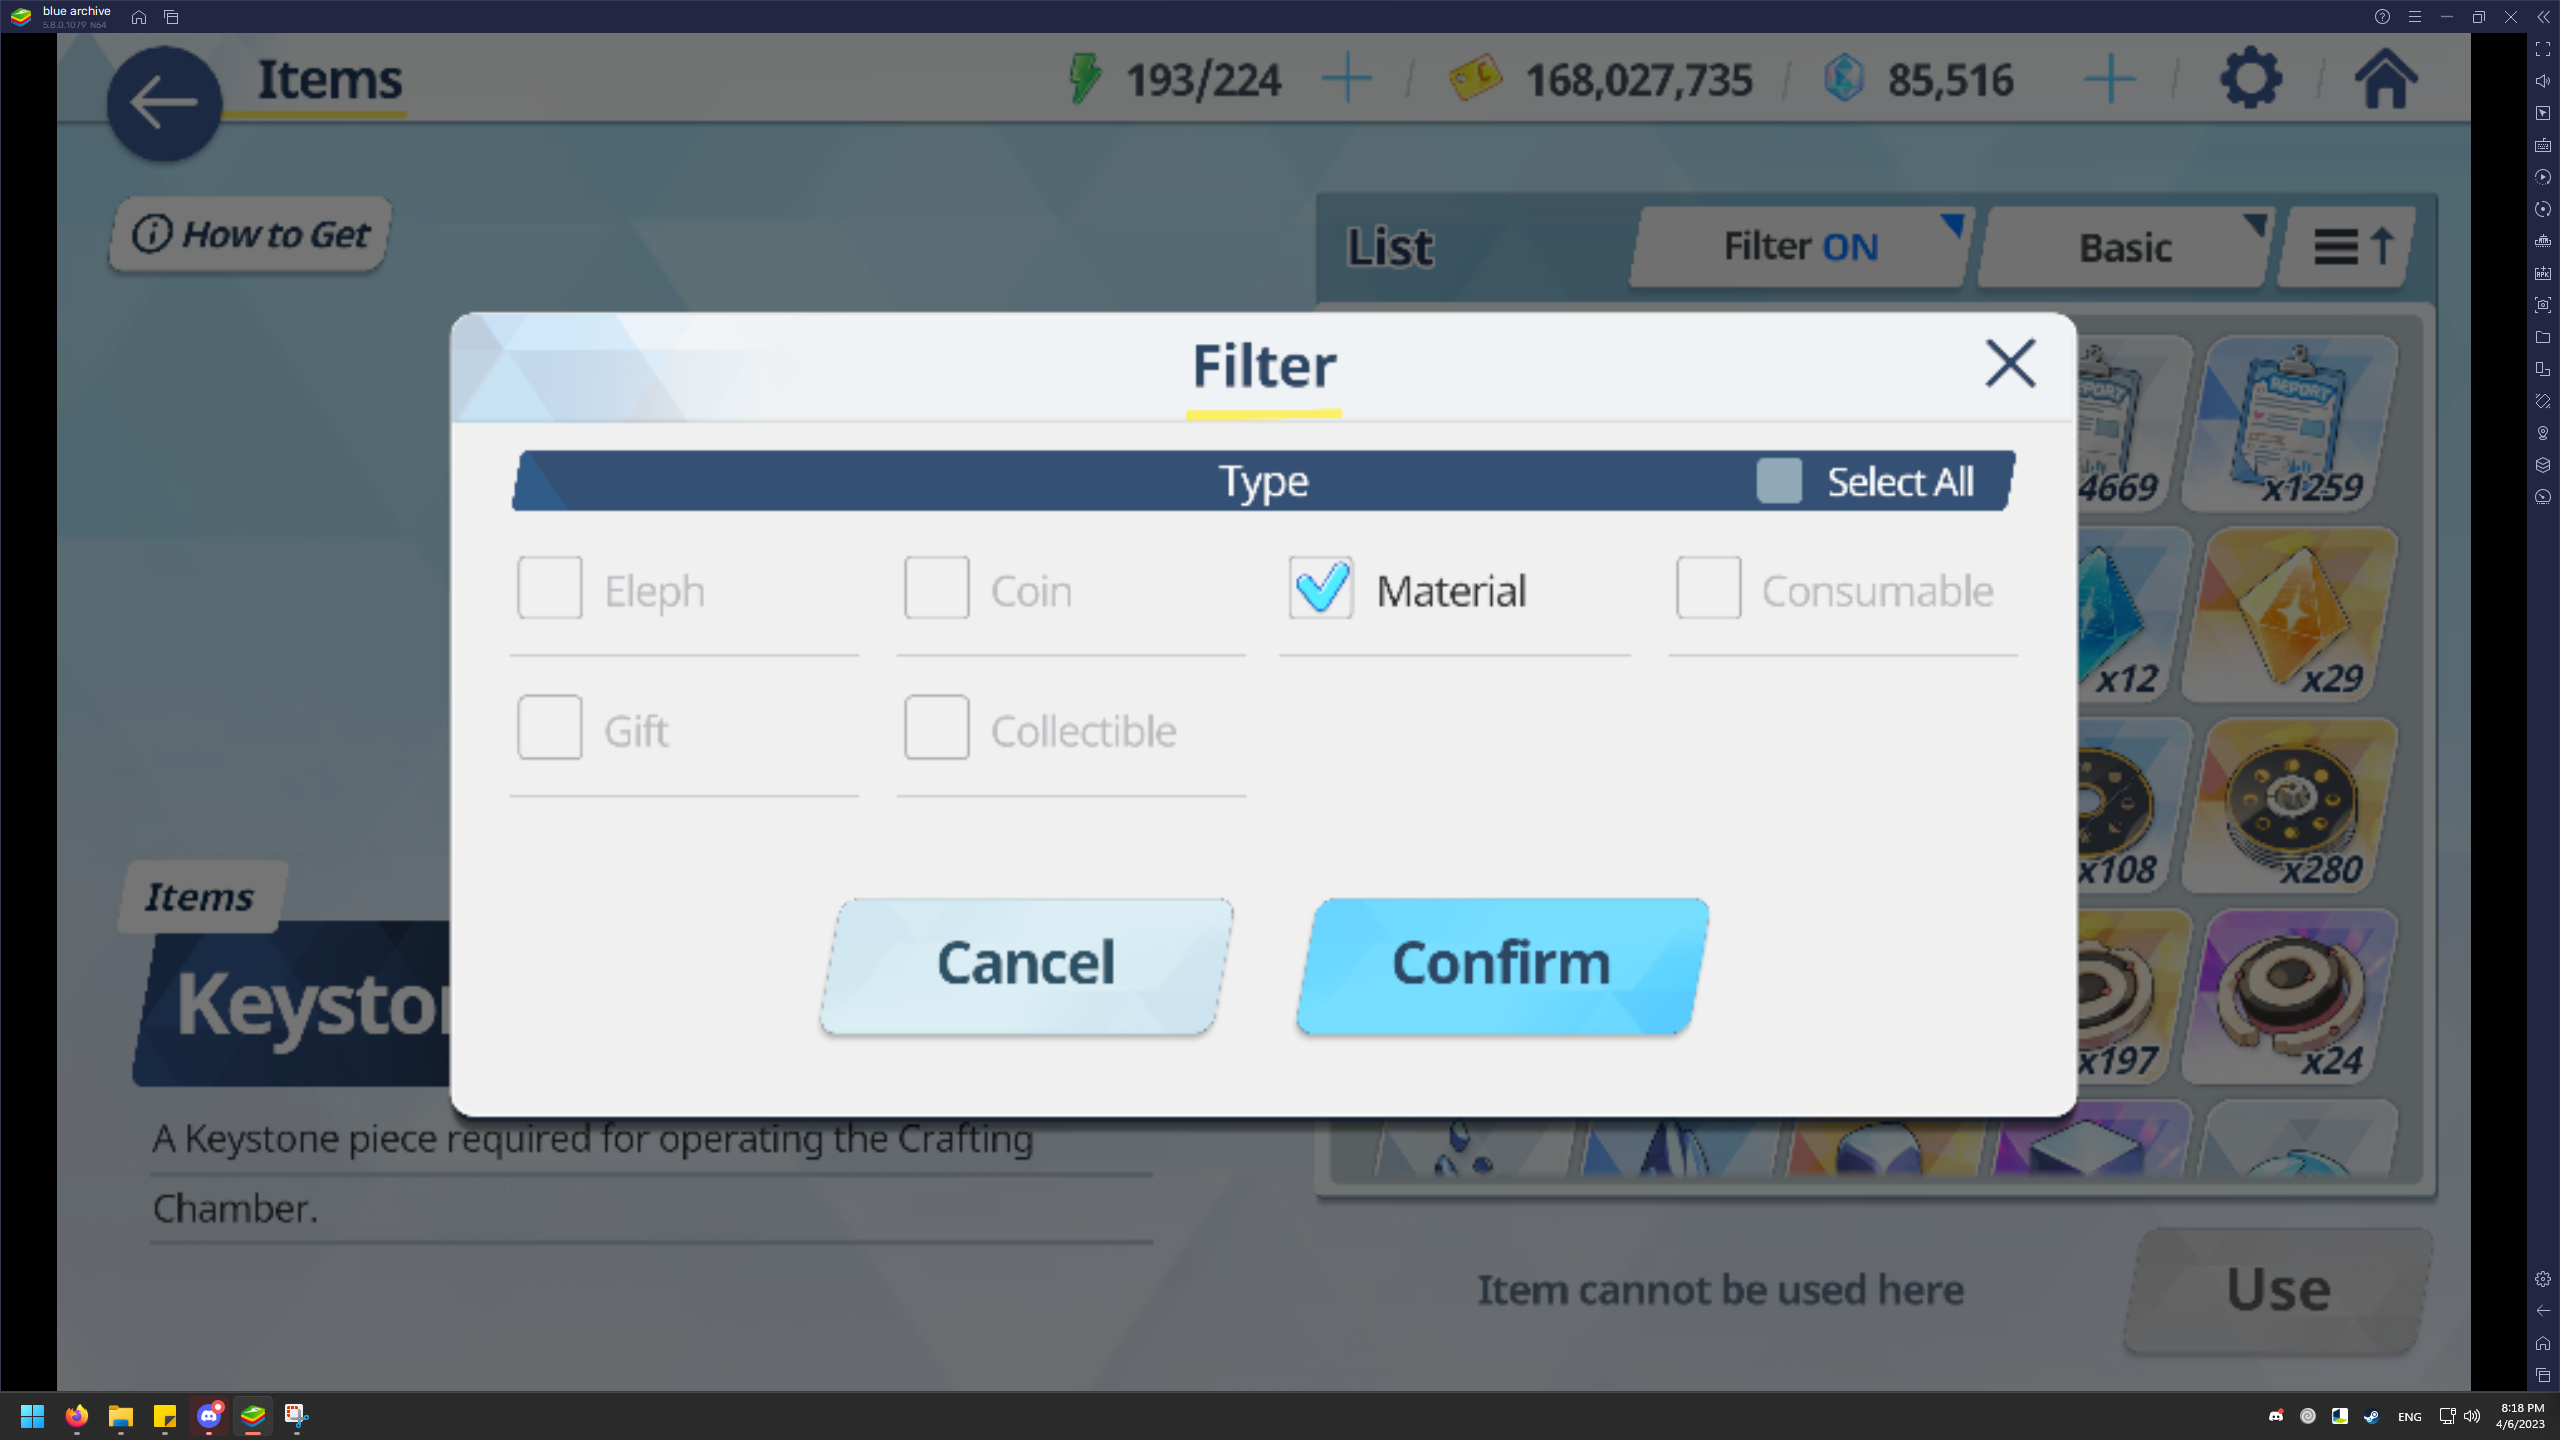 blue archive
5.8.0.1079 N64
Items
193/224
168,027,735
85,516
How to Get
List
Filter ON
Basic
Filter
Type
Select All
Eleph
Coin
Material
Consumable
Gift
Collectible
Cancel
Confirm
REPORT
4669
x1259
x12
x29
x108
x280
x197
x24
Items
Keysto
A Keystone piece required for operating the Crafting
Chamber.
Item cannot be used here
Use
ENG
8:18 PM
4/6/2023